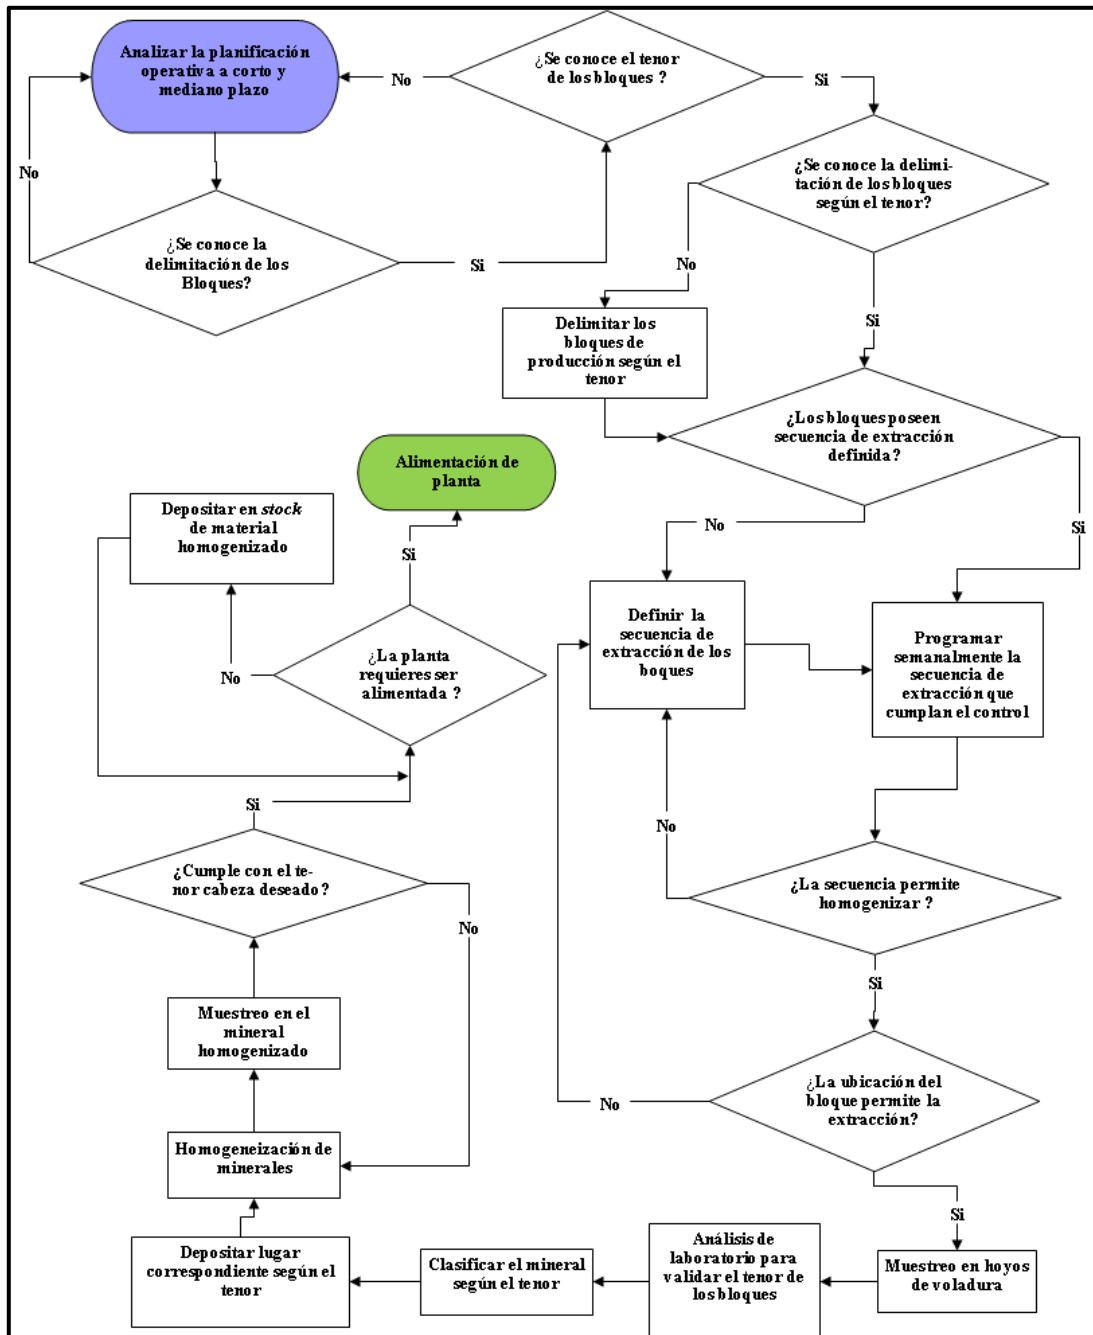 Analizar la planificación
operativa a corto y
mediano plazo
No
¿Se conoce el tenor
de los bloques ?
Si
No
¿Se conoce la
delimitación de los
Bloques?
Si
¿Se conoce la delimi-
tación de los bloques
según el tenor?
No
Si
Delimitar los
bloques de
producción según el
tenor
¿Los bloques poseen
secuencia de extracción
definida?
No
Si
Alimentación de
planta
Depositar en stock
de material
homogenizado
Si
No
¿La planta
requieres ser
alimentada ?
Definir la
secuencia de
extracción de los
boques
Programar
semanalmente la
secuencia de
extracción que
cumplan el control
Si
No
¿Cumple con el te-
nor cabeza deseado?
No
¿La secuencia permite
homogenizar ?
Si
Muestreo en el
mineral
homogenizado
¿La ubicación del
bloque permite la
extracción?
No
Homogeneización de
minerales
Si
Depositar lugar
correspondiente según el
tenor
Clasificar el mineral
según el tenor
Análisis de
laboratorio para
validar el tenor de
los bloques
Muestreo en hoyos
de voladura